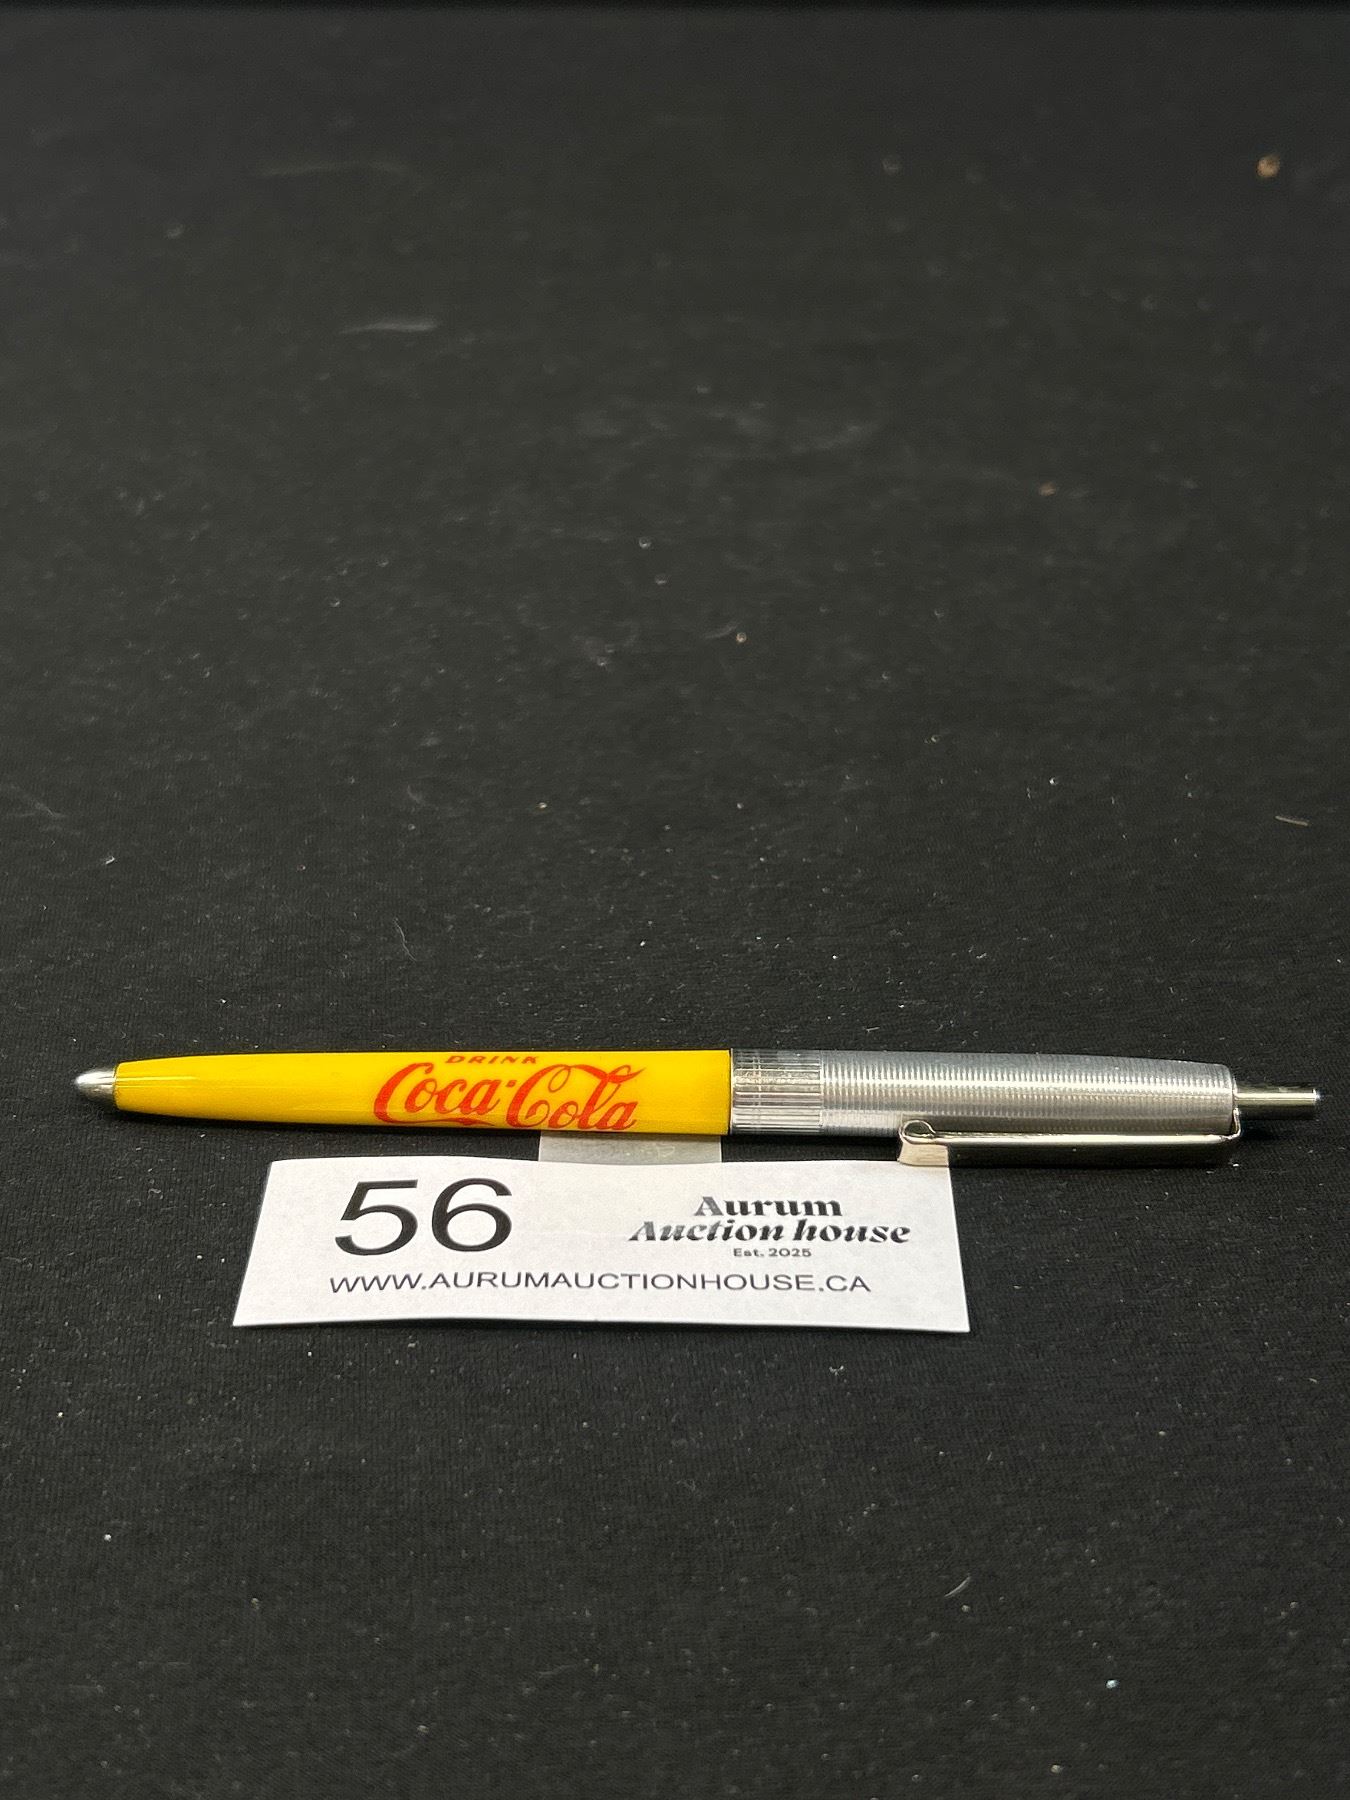 DRINK
Coca-Cola
56
Aurum
Auction house
Est. 2025
WWW.AURUMAUCTIONHOUSE.CA